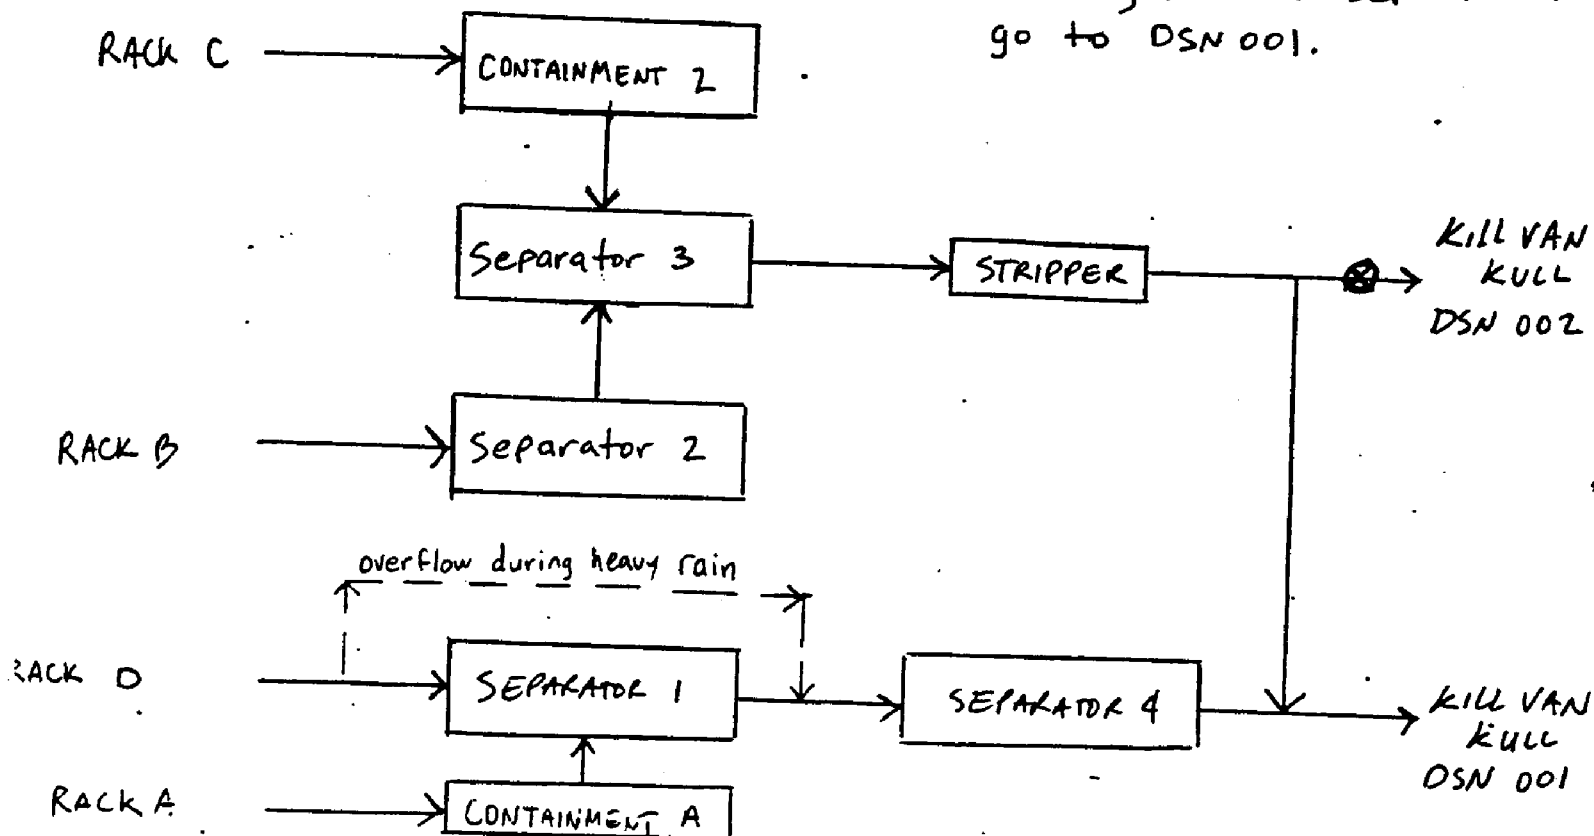 go to DSN 001.
RACK C
CONTAINMENT 2
Separator 3
STRIPPER
KILL VAN
KULL
DSN 002
RACK B
Separator 2
overflow during heavy rain
RACK D
SEPARATOR 1
SEPARATOR 4
KILL VAN
KULL
DSN 001
RACK A
CONTAINMENT A